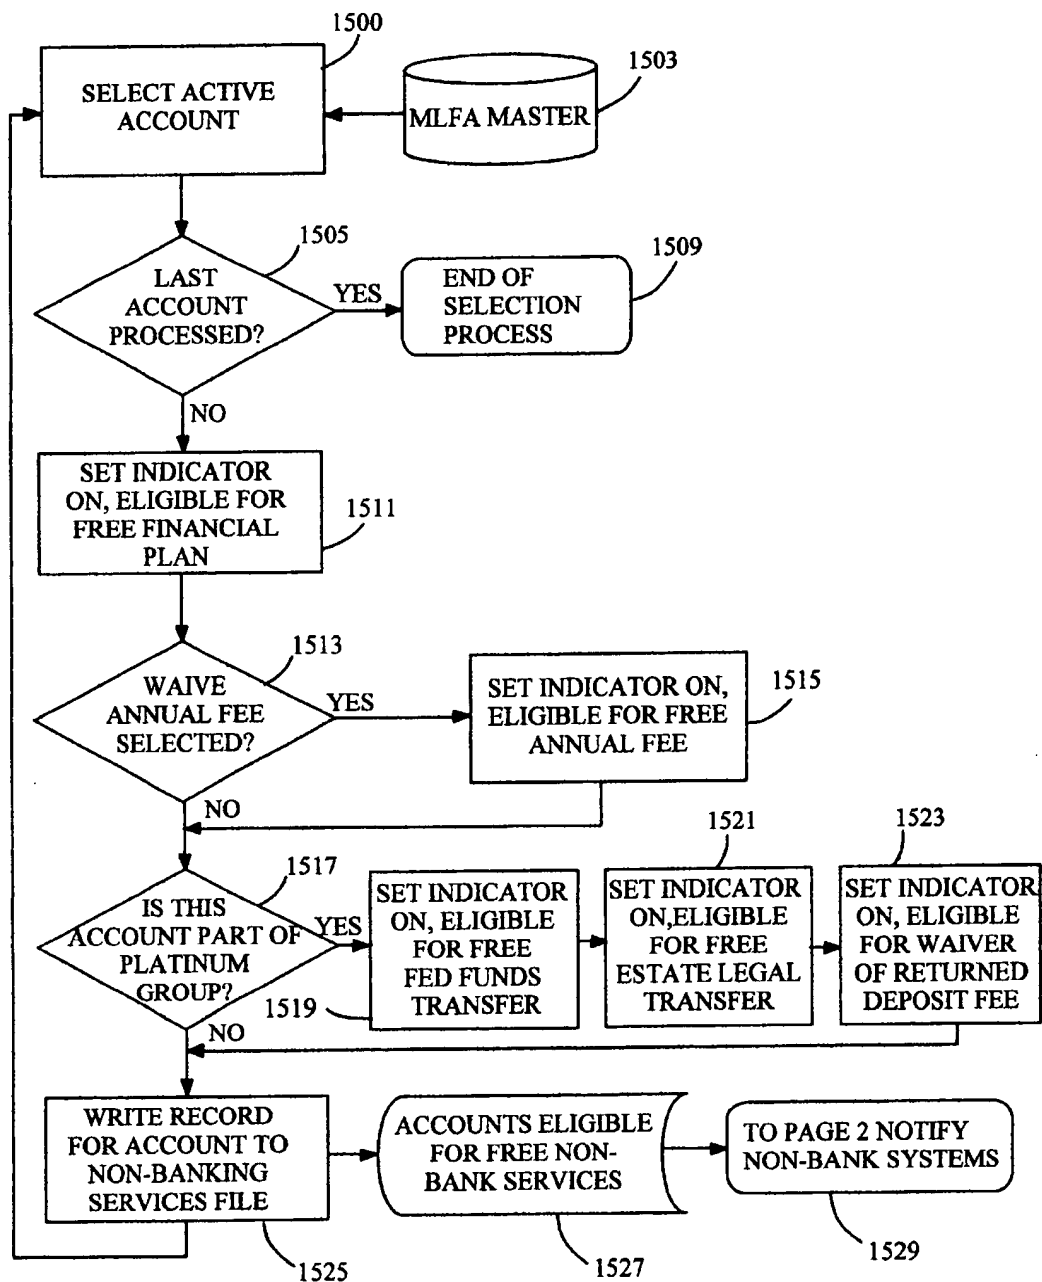 1500
SELECT ACTIVE
ACCOUNT
MLFA MASTER
1503
1505
LAST
ACCOUNT
PROCESSED?
YES
END OF
SELECTION
PROCESS
1509
NO
SET INDICATOR
ON, ELIGIBLE FOR
FREE FINANCIAL
PLAN
1511
1513
WAIVE
ANNUAL FEE
SELECTED?
YES
SET INDICATOR ON,
ELIGIBLE FOR FREE
ANNUAL FEE
1515
NO
1517
IS THIS
ACCOUNT PART OF
PLATINUM
GROUP?
YES
1519
SET INDICATOR
ON, ELIGIBLE
FOR FREE
FED FUNDS
TRANSFER
1521
SET INDICATOR
ON,ELIGIBLE
FOR FREE
ESTATE LEGAL
TRANSFER
1523
SET INDICATOR
ON, ELIGIBLE
FOR WAIVER
OF RETURNED
DEPOSIT FEE
NO
WRITE RECORD
FOR ACCOUNT TO
NON-BANKING
SERVICES FILE
1525
ACCOUNTS ELIGIBLE
FOR FREE NON-
BANK SERVICES
1527
TO PAGE 2 NOTIFY
NON-BANK SYSTEMS
1529